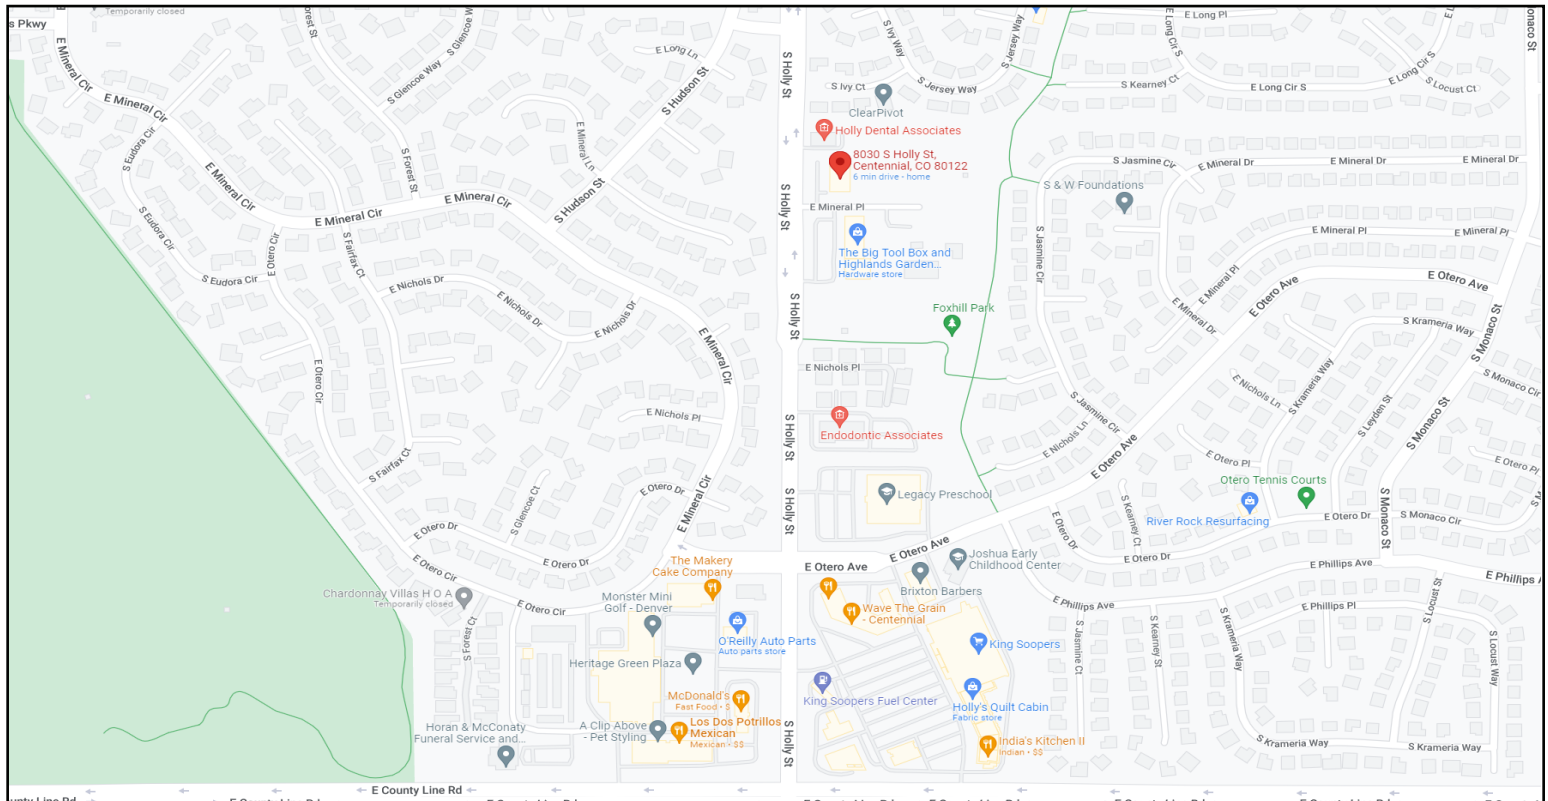 Temporarily closed
s Pkwy
E Mineral Cir
E Mineral Cir
S Forest St
S Glencoe Way
S Glencoe Way
E Long Ln
S Hudson St
S Holly St
S Ivy Way
S Jersey Way
S Ivy Ct
S Jersey Way
ClearPivot
E Long Pl
E Long Cir S
S Kearney Ct
E Long Cir S
E Long Cir S
S Locust Ct
Monaco St
Holly Dental Associates
8030 S Holly St,
Centennial, CO 80122
6 min drive - home
S Eudora Cir
E Mineral Cir
S Forest St
E Mineral Ln
S Hudson St
S Holly St
S Jasmine Cir
E Mineral Dr
E Mineral Dr
E Mineral Dr
S & W Foundations
E Mineral Pl
E Mineral Cir
E Mineral Cir
S Eudora Cir
E Otero Cir
S Fairfax Ct
S Eudora Cir
The Big Tool Box and
Highlands Garden...
Hardware store
S Jasmine Cir
E Mineral Pl
E Mineral Pl
E Mineral Pl
E Otero Ave
E Otero Ave
E Nichols Dr
E Nichols Dr
E Nichols Dr
S Holly St
Foxhill Park
E Mineral Dr
S Krameria Way
S Monaco St
E Mineral Cir
E Otero Cir
E Nichols Pl
E Nichols Ln
S Krameria Way
S Monaco Cir
E Nichols Pl
S Holly St
Endodontic Associates
S Jasmine Cir
E Nichols Ln
E Otero Ave
S Leyden St
S Monaco St
S Fairfax Ct
E Otero Pl
E Otero Pl
Otero Tennis Courts
River Rock Resurfacing
E Otero Dr
S Glencoe Ct
E Mineral Cir
S Holly St
Legacy Preschool
S Kearney Ct
E Otero Dr
S Monaco St
S Monaco Cir
E Otero Dr
E Otero Dr
E Otero Cir
E Otero Ave
E Otero Ave
E Otero Dr
E Otero Dr
Joshua Early
Childhood Center
The Makery
Cake Company
Brixton Barbers
E Phillips Ave
E Phillips Ave
E Phillips
Chardonnay Villas H O A
Temporarily closed
E Otero Cir
Monster Mini
Golf - Denver
Wave The Grain
- Centennial
E Phillips Pl
S Locust St
S Forest Ct
O'Reilly Auto Parts
Auto parts store
King Soopers
S Jasmine Ct
S Kearney St
S Krameria Way
S Locust Way
Heritage Green Plaza
McDonald's
Fast Food • $
King Soopers Fuel Center
Holly's Quilt Cabin
Fabric store
Horan & McConaty
Funeral Service and...
A Clip Above
- Pet Styling
Los Dos Potrillos
Mexican
Mexican • $$
S Holly St
India's Kitchen II
Indian • $$
S Krameria Way
S Krameria Way
E County Line Rd